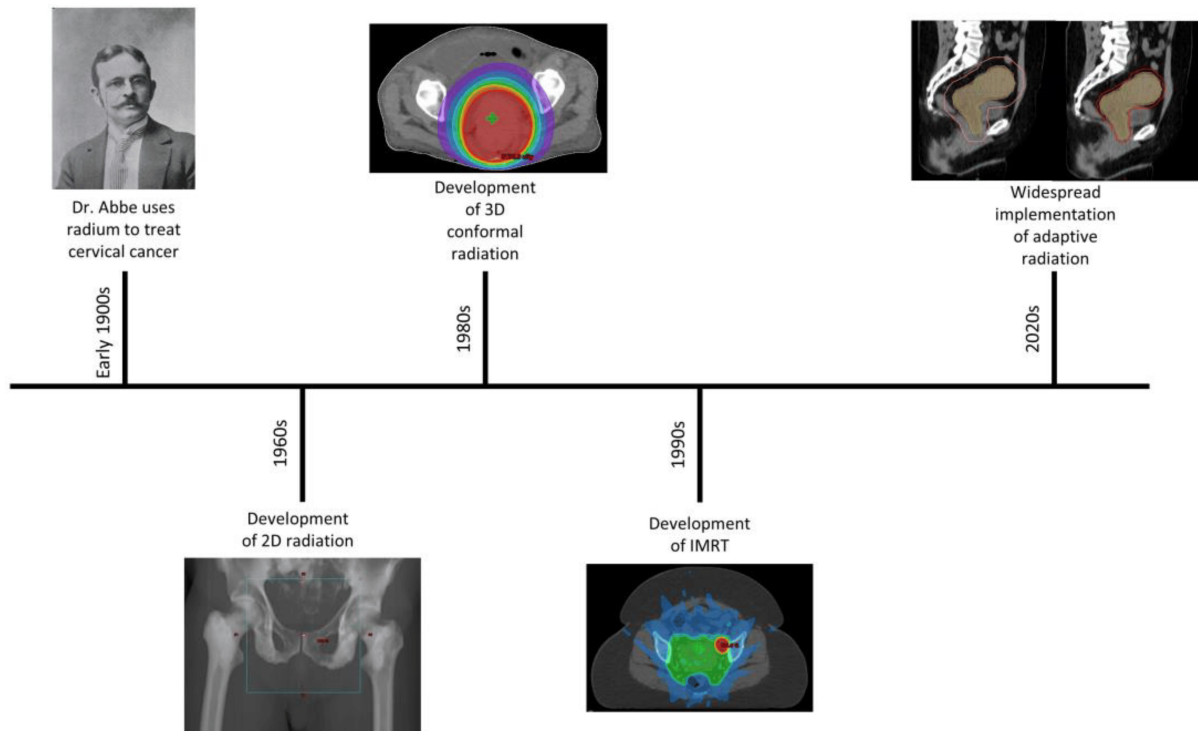 Dr. Abbe uses
radium to treat
cervical cancer
Early 1900s
1960s
Development
of 2D radiation
Development
of 3D
conformal
radiation
1980s
1990s
Development
of IMRT
Widespread
implementation
of adaptive
radiation
2020s